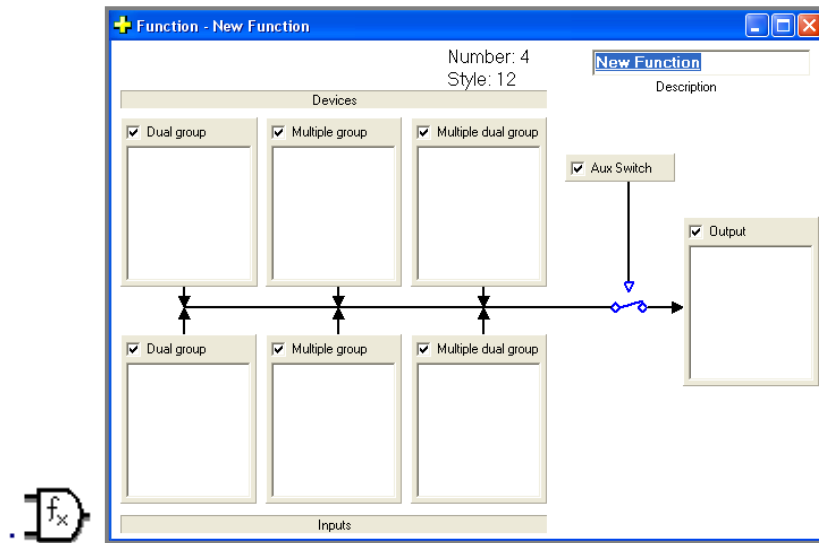 Function - New Function
Number: 4
Style: 12
New Function
Description
Devices
Dual group
Multiple group
Multiple dual group
Aux Switch
Output
Dual group
Multiple group
Multiple dual group
Inputs
. fx